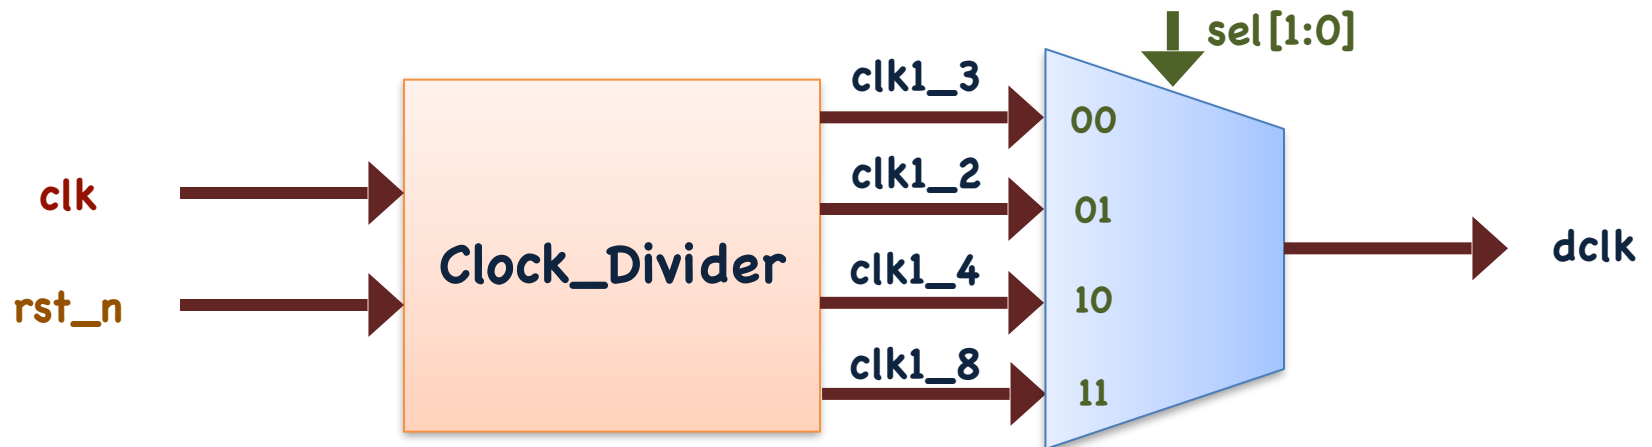 sel[1:0]
clk1_3
00
clk1_2
clk
01
dclk
Clock_Divider
clk1_4
10
rst_n
clk1_8
11